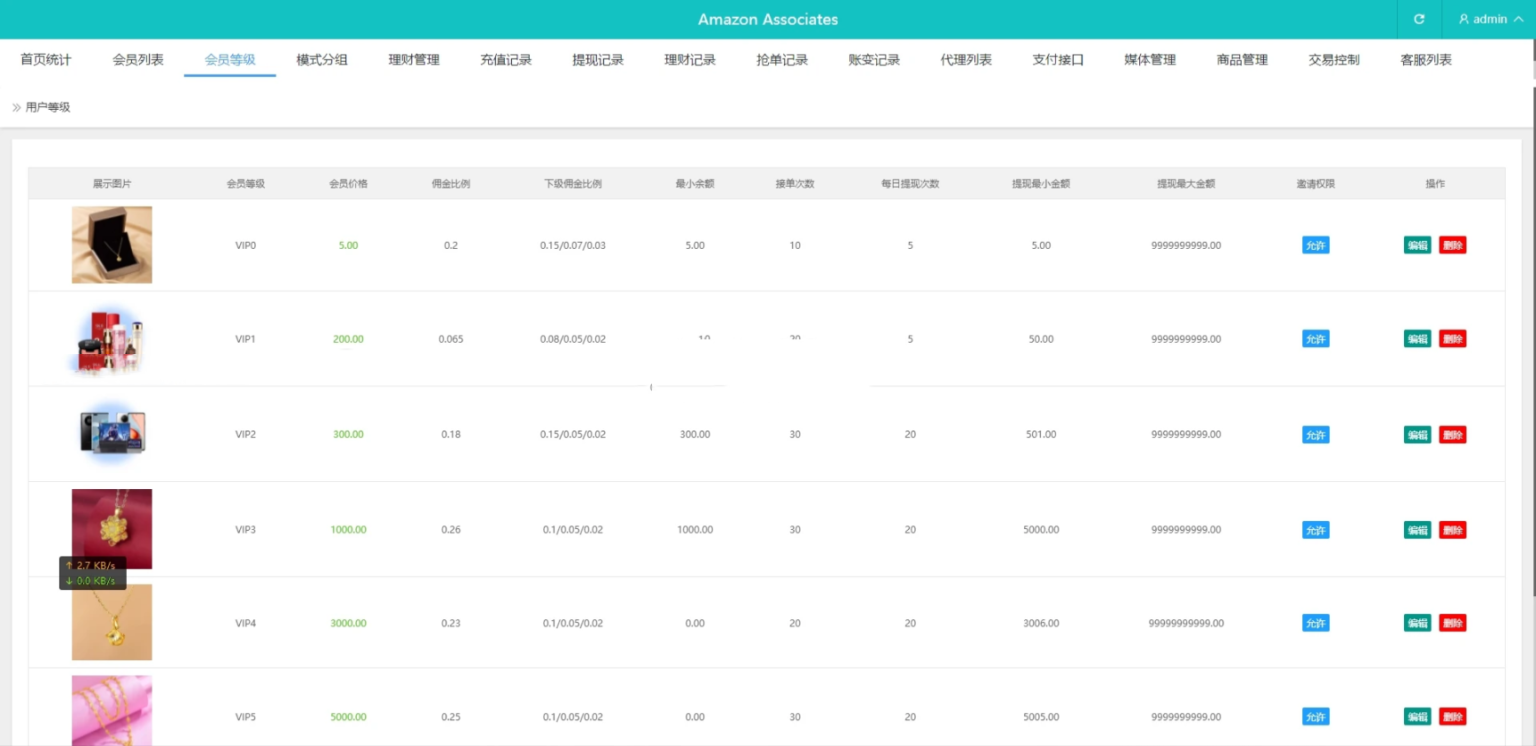 Amazon Associates
admin
首页统计 会员列表 会员等级 模式分组 理财管理 充值记录 提现记录 理财记录 抢单记录 账变记录 代理列表 支付接口 媒体管理 商品管理 交易控制 客服列表
用户等级
展示图片 会员等级 会员价格 佣金比例 下级佣金比例 最小余额 接单次数 每日提现次数 提现最小金额 提现最大金额 邀请权限 操作
VIP0 5.00 0.2 0.15/0.07/0.03 5.00 10 5 5.00 9999999999.00 允许 编辑 删除
VIP1 200.00 0.065 0.08/0.05/0.02 5 50.00 9999999999.00 允许 编辑 删除
VIP2 300.00 0.18 0.15/0.05/0.02 300.00 30 20 501.00 9999999999.00 允许 编辑 删除
VIP3 1000.00 0.26 0.1/0.05/0.02 1000.00 30 20 5000.00 9999999999.00 允许 编辑 删除
↑ 2.7 KB/s
↓ 0.0 KB/s
VIP4 3000.00 0.23 0.1/0.05/0.02 0.00 20 20 3006.00 99999999999.00 允许 编辑 删除
VIP5 5000.00 0.25 0.1/0.05/0.02 0.00 30 20 5005.00 9999999999.00 允许 编辑 删除